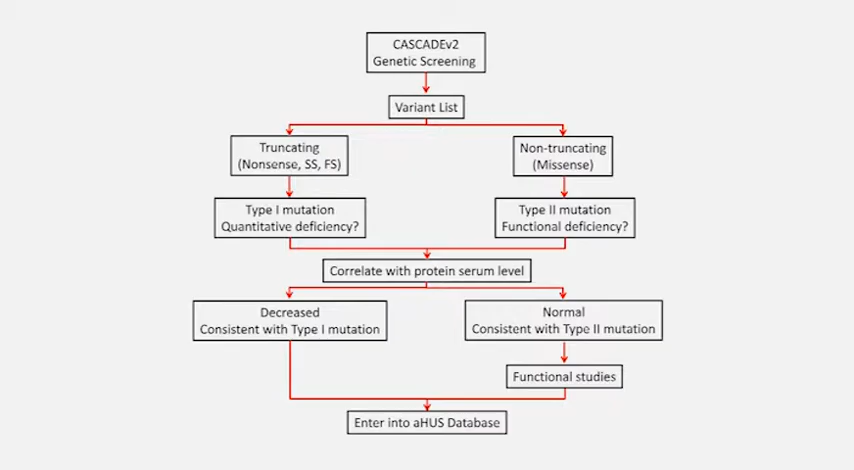 CASCADEv2
Genetic Screening
Variant List
Truncating
(Nonsense, SS, FS)
Non-truncating
(Missense)
Type I mutation
Quantitative deficiency?
Type II mutation
Functional deficiency?
Correlate with protein serum level
Decreased
Consistent with Type I mutation
Normal
Consistent with Type II mutation
Functional studies
Enter into aHUS Database